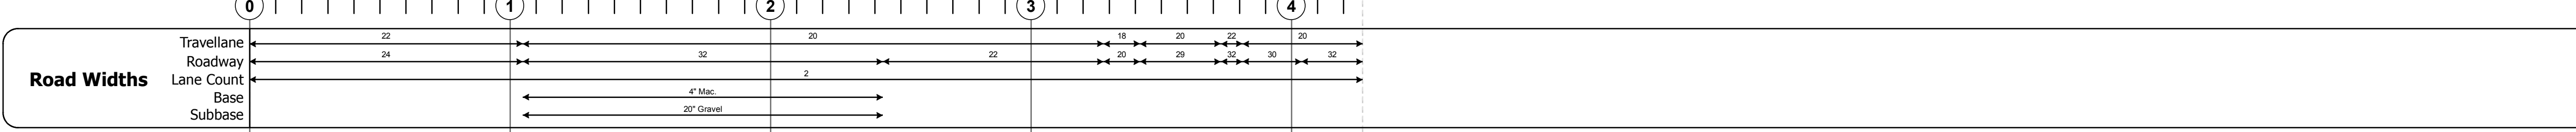 0 1 2 3 4
Travellane 22 20 18 20 22 20
Roadway 24 32 22 20 29 32 30 32
Road Widths
Lane Count 2
Base 4" Mac.
Subbase 20" Gravel